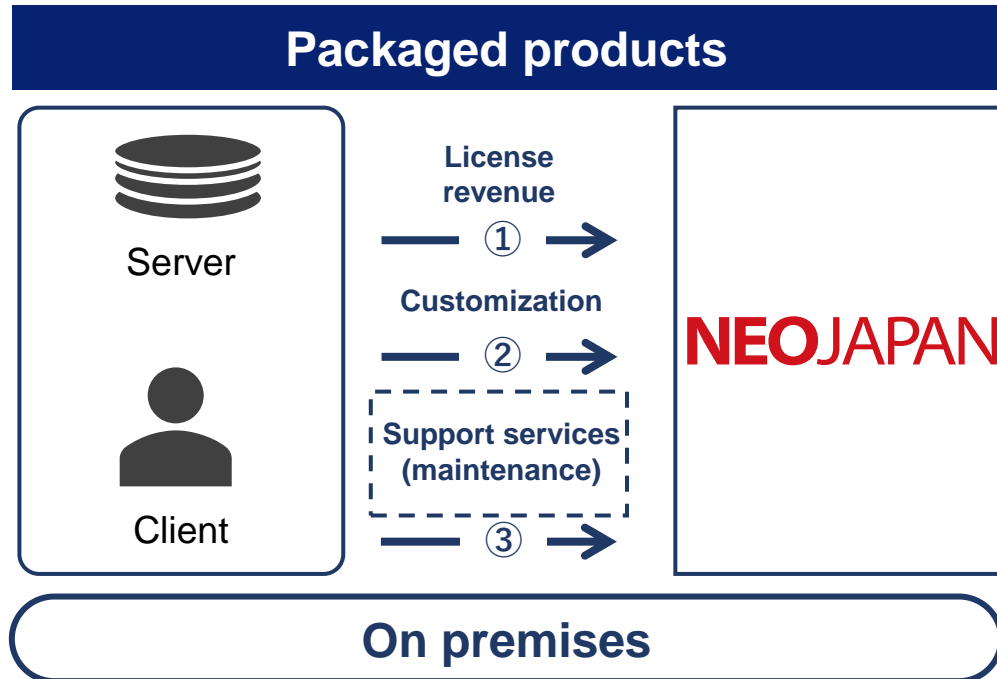 Packaged products
Server
Client
License
revenue
①
Customization
②
Support services
(maintenance)
③
NEOJAPAN
On premises